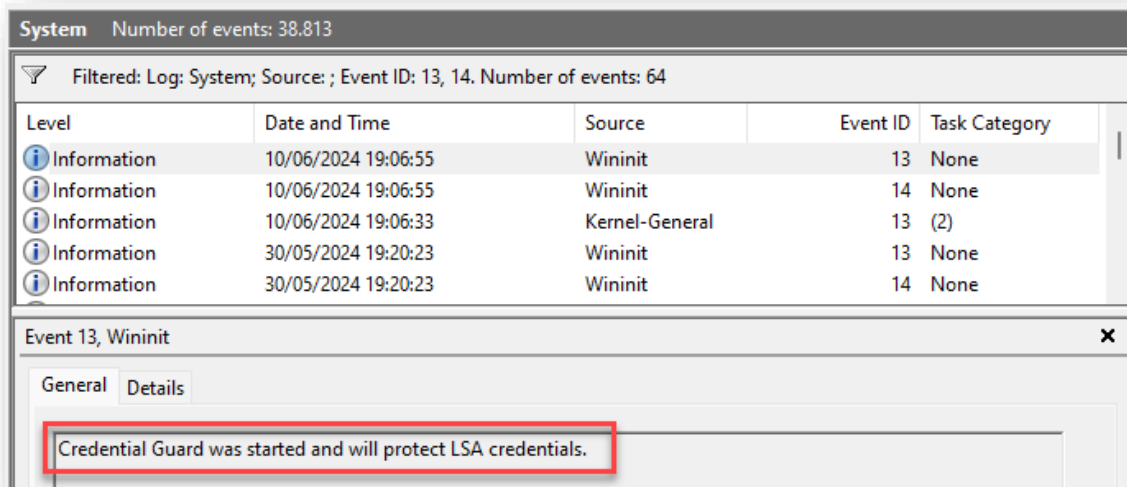 System Number of events: 38.813
Filtered: Log: System; Source: ; Event ID: 13, 14. Number of events: 64
Level Date and Time Source Event ID Task Category
Information 10/06/2024 19:06:55 Wininit 13 None
Information 10/06/2024 19:06:55 Wininit 14 None
Information 10/06/2024 19:06:33 Kernel-General 13 (2)
Information 30/05/2024 19:20:23 Wininit 13 None
Information 30/05/2024 19:20:23 Wininit 14 None
Event 13, Wininit
General Details
Credential Guard was started and will protect LSA credentials.